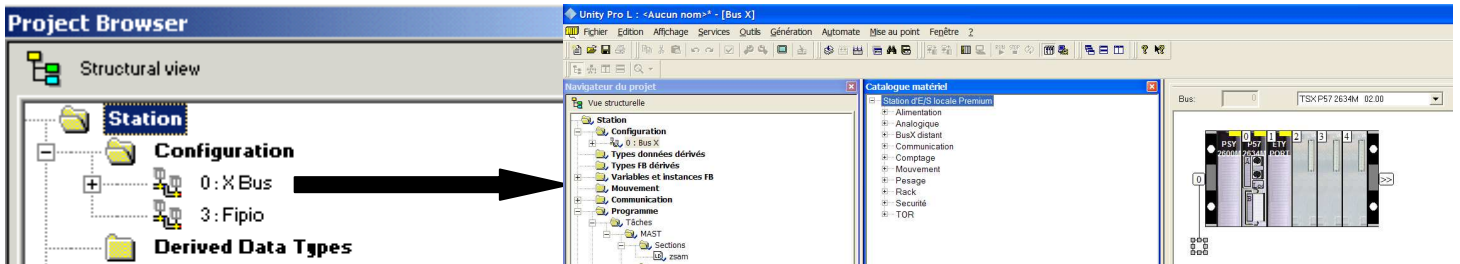 Project Browser
Structural view
Station
Configuration
0 : X Bus
3 : Fipio
Derived Data Types
Unity Pro L : <Aucun nom>* - [Bus X]
Fichier Edition Affichage Services Outils Génération Automate Mise au point Fenêtre ?
Navigateur du projet
Vue structurelle
Station
Configuration
0 : Bus X
Types données dérivés
Types FB dérivés
Variables et instances FB
Mouvement
Communication
Programme
Tâches
MAST
Sections
zsam
Catalogue matériel
Station d'E/S locale Premium
Alimentation
Analogique
BusX distant
Communication
Comptage
Mouvement
Pesage
Rack
Securité
TOR
Bus: 0 TSX P57 2634M 02.00
0 1 2 3 4
PSY P57 ETY
2600M 2634M PORT
0 >>